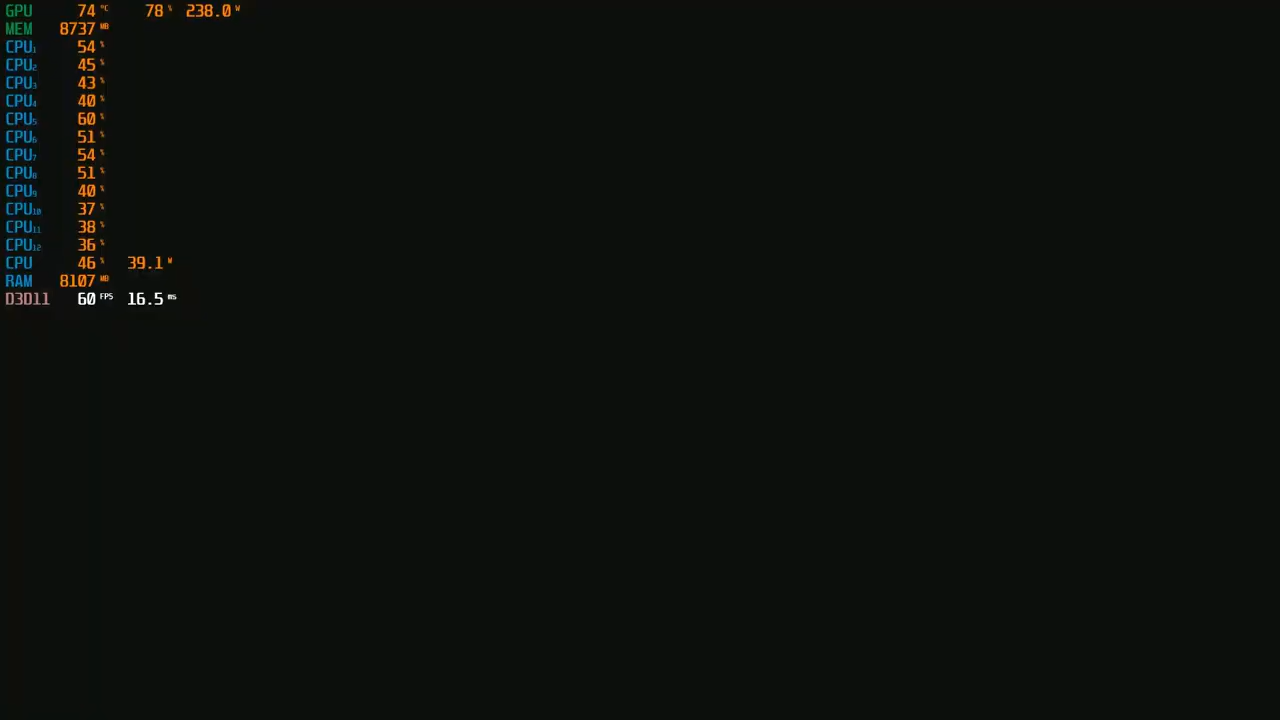 GPU 74 °C 78 % 238.0 W
MEM 8737 MB
CPU1 54 %
CPU2 45 %
CPU3 43 %
CPU4 40 %
CPU5 60 %
CPU6 51 %
CPU7 54 %
CPU8 51 %
CPU9 40 %
CPU10 37 %
CPU11 38 %
CPU12 36 %
CPU 46 % 39.1 W
RAM 8107 MB
D3D11 60 FPS 16.5 ms